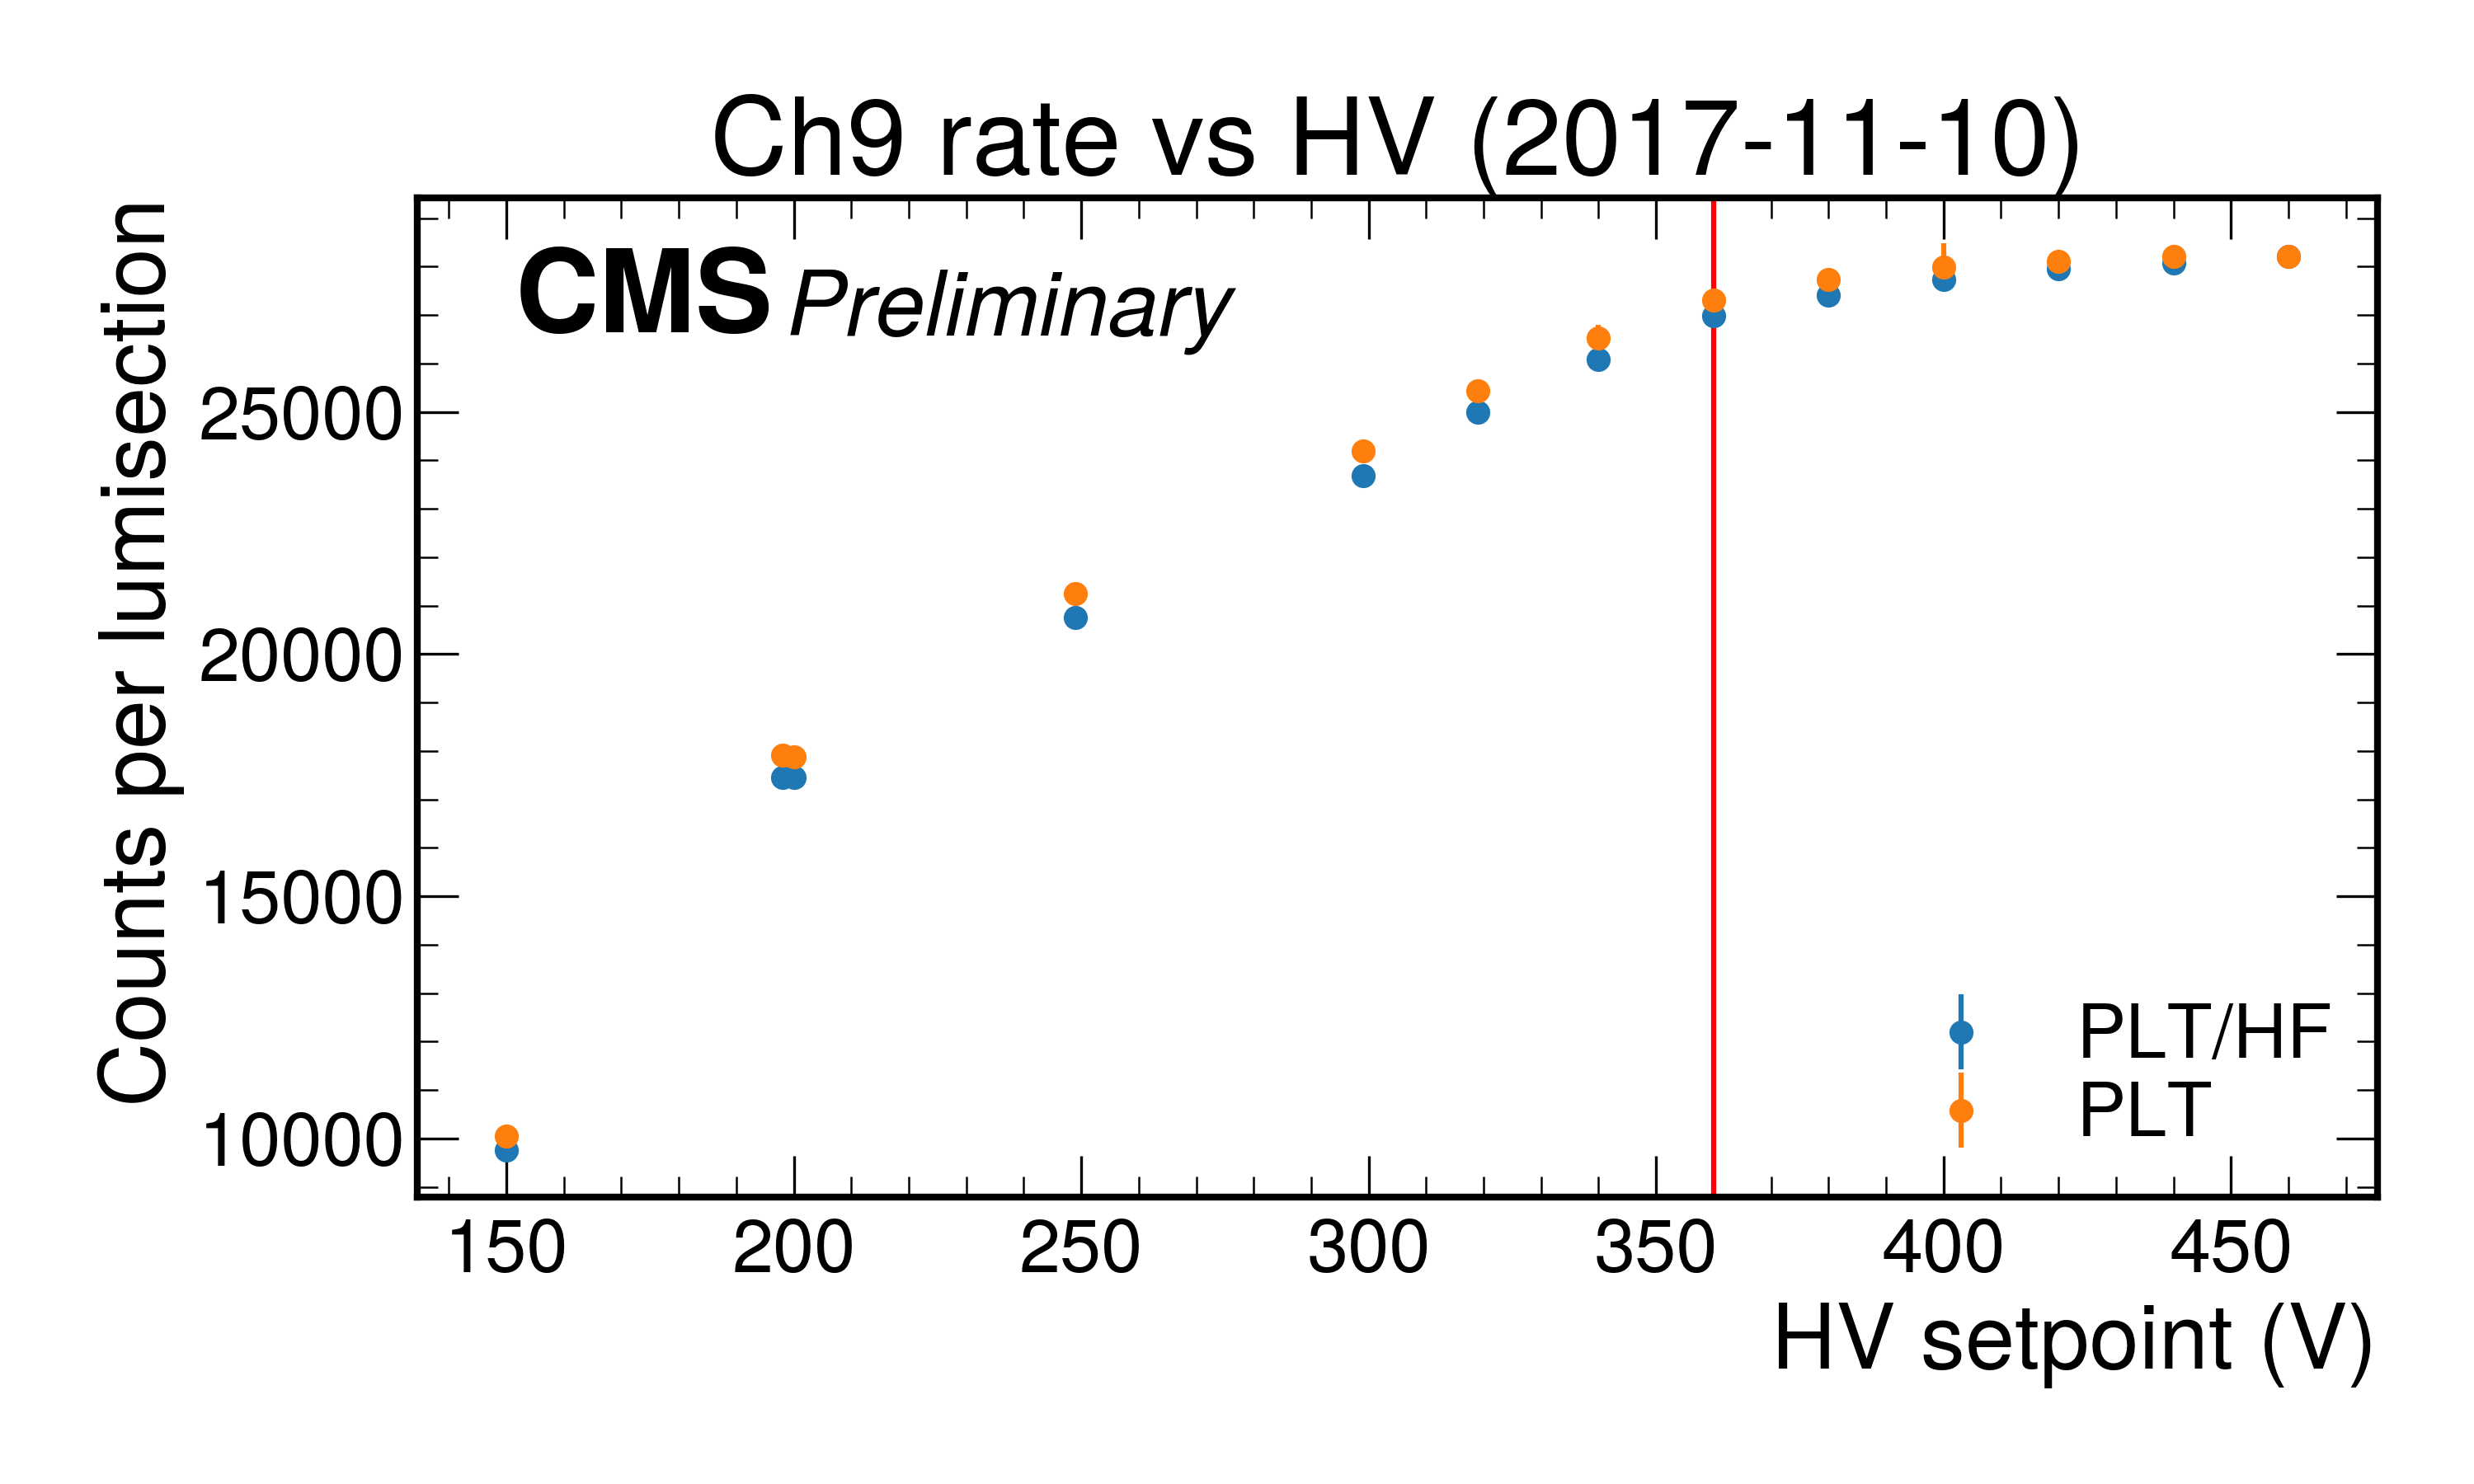 Ch9 rate vs HV (2017-11-10)
CMS Preliminary
Counts per lumisection
25000
20000
15000
10000
PLT/HF
PLT
150 200 250 300 350 400 450
HV setpoint (V)